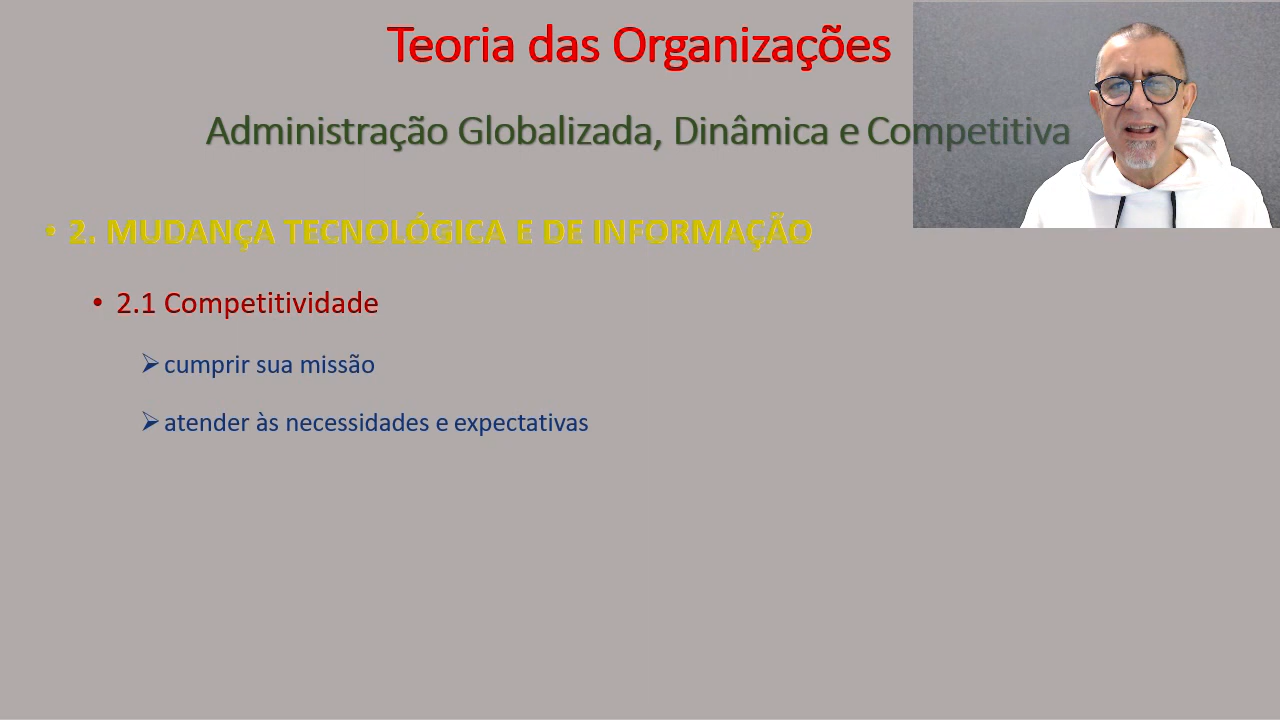 Teoria das Organizações
Administração Globalizada, Dinâmica e Competitiva
• 2. MUDANÇA TECNOLÓGICA E DE INFORMAÇÃO
• 2.1 Competitividade
➢ cumprir sua missão
➢ atender às necessidades e expectativas